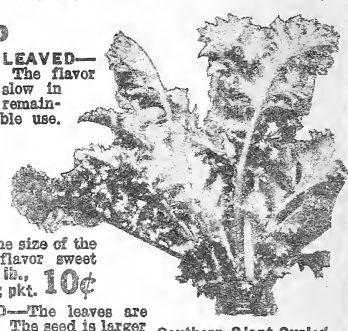 D
LEAVED—
The flavor
slow in
remain-
ble use.
ne size of the
flavor sweet
lb.,
pkt. 10¢
D—The leaves are
The seed is larger
Southern Giant Curled